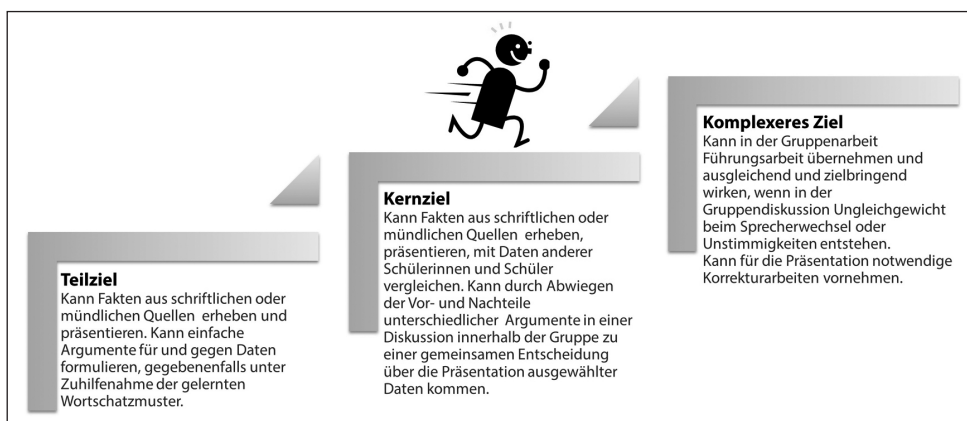 Teilziel
Kann Fakten aus schriftlichen oder
mündlichen Quellen erheben und
präsentieren. Kann einfache
Argumente für und gegen Daten
formulieren, gegebenenfalls unter
Zuhilfenahme der gelernten
Wortschatzmuster.
Kernziel
Kann Fakten aus schriftlichen oder
mündlichen Quellen erheben,
präsentieren, mit Daten anderer
Schülerinnen und Schüler
vergleichen. Kann durch Abwiegen
der Vor- und Nachteile
unterschiedlicher Argumente in einer
Diskussion innerhalb der Gruppe zu
einer gemeinsamen Entscheidung
über die Präsentation ausgewählter
Daten kommen.
Komplexeres Ziel
Kann in der Gruppenarbeit
Führungsarbeit übernehmen und
ausgleichend und zielbringend
wirken, wenn in der
Gruppendiskussion Ungleichgewicht
beim Sprecherwechsel oder
Unstimmigkeiten entstehen.
Kann für die Präsentation notwendige
Korrekturarbeiten vornehmen.